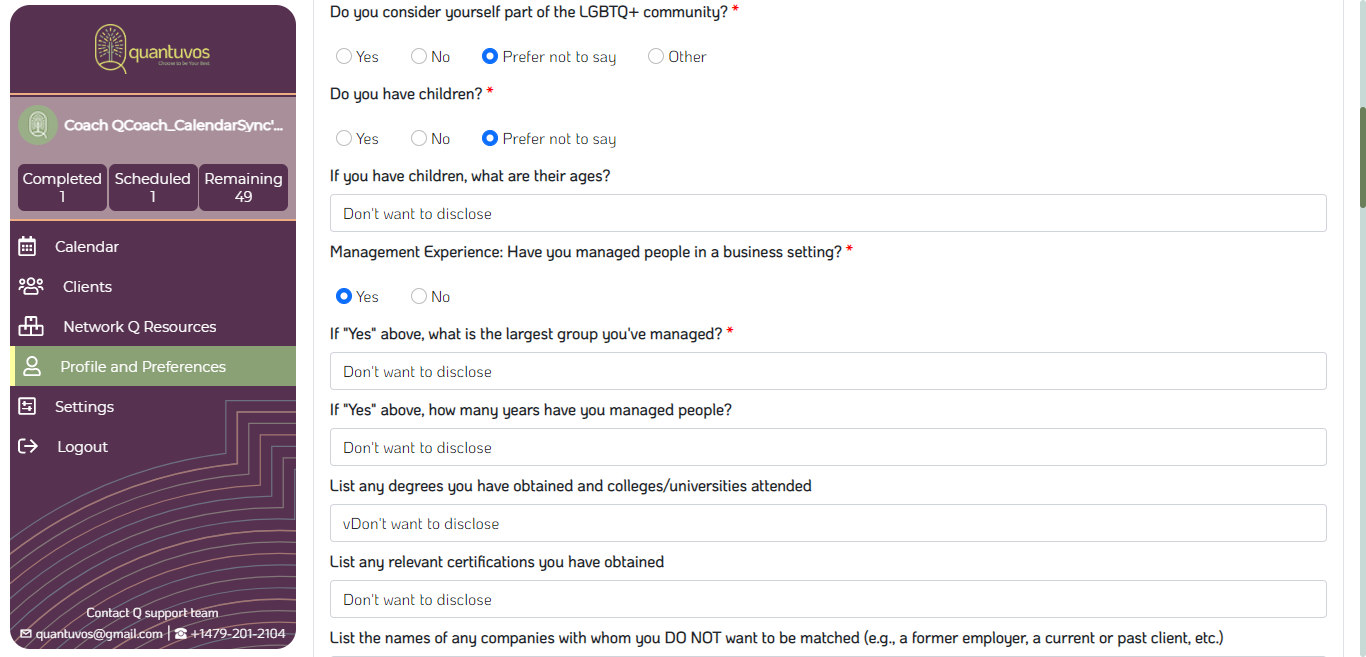 quantuvos
Choose to be Your Best
Coach QCoach_CalendarSync'...
Completed Scheduled Remaining
1 1 49
Calendar
Clients
Network Q Resources
Profile and Preferences
Settings
Logout
Contact Q support team
quantuvos@gmail.com | +1479-201-2104
Do you consider yourself part of the LGBTQ+ community? *
Yes No Prefer not to say Other
Do you have children? *
Yes No Prefer not to say
If you have children, what are their ages?
Don't want to disclose
Management Experience: Have you managed people in a business setting? *
Yes No
If "Yes" above, what is the largest group you've managed? *
Don't want to disclose
If "Yes" above, how many years have you managed people?
Don't want to disclose
List any degrees you have obtained and colleges/universities attended
vDon't want to disclose
List any relevant certifications you have obtained
Don't want to disclose
List the names of any companies with whom you DO NOT want to be matched (e.g., a former employer, a current or past client, etc.)